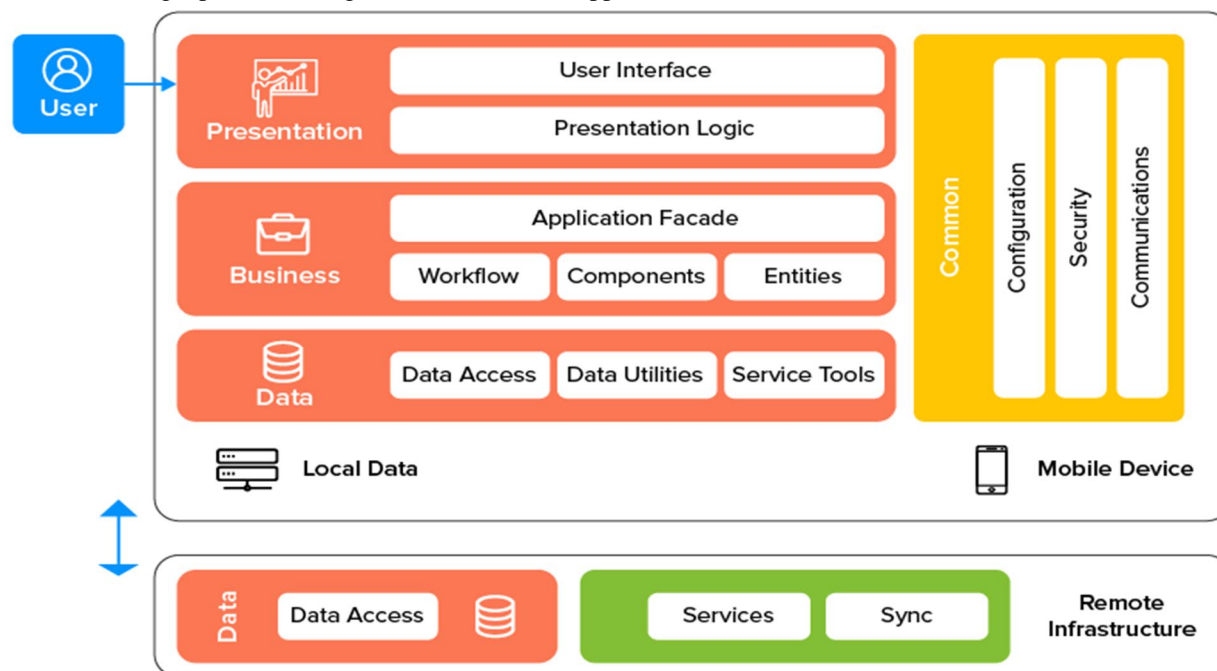 User
Presentation
User Interface
Presentation Logic
Business
Application Facade
Workflow
Components
Entities
Data
Data Access
Data Utilities
Service Tools
Common
Configuration
Security
Communications
Local Data
Mobile Device
Data
Data Access
Services
Sync
Remote
Infrastructure